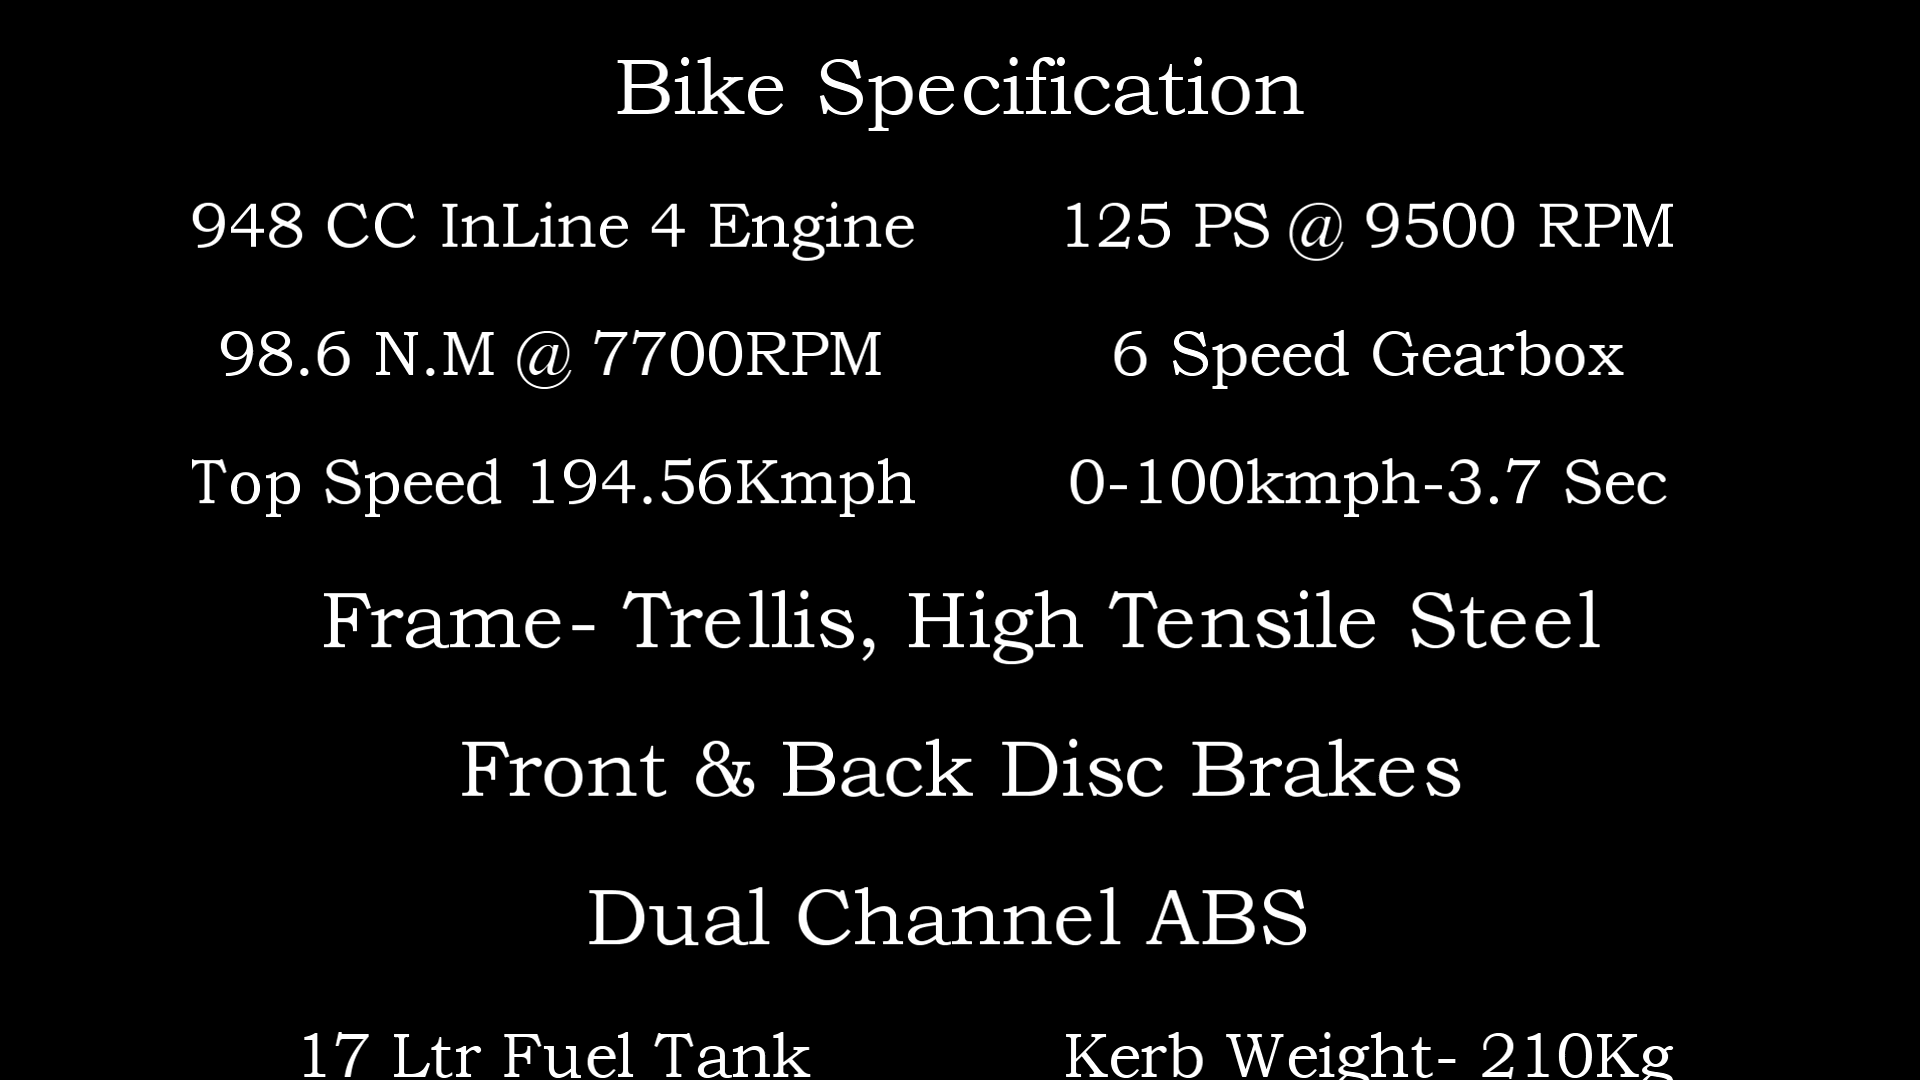 Bike Specification
948 CC InLine 4 Engine
125 PS @ 9500 RPM
98.6 N.M @ 7700RPM
6 Speed Gearbox
Top Speed 194.56Kmph
0-100kmph-3.7 Sec
Frame- Trellis, High Tensile Steel
Front & Back Disc Brakes
Dual Channel ABS
17 Ltr Fuel Tank
Kerb Weight- 210Kg